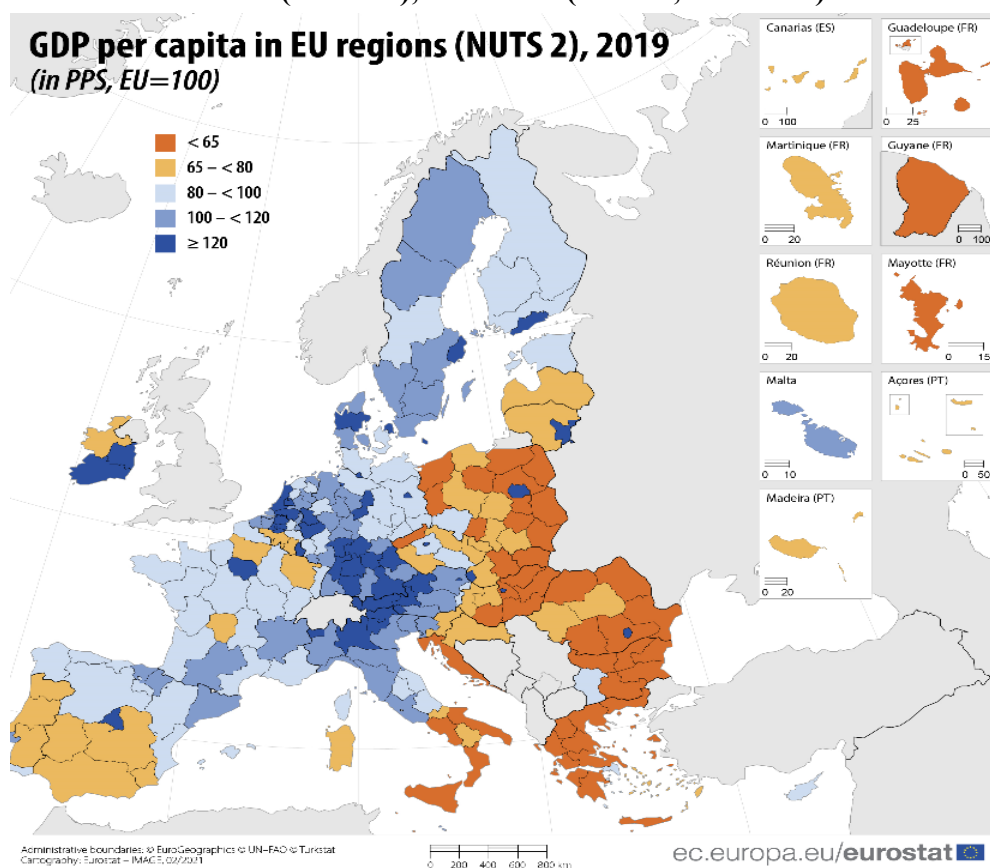 GDP per capita in EU regions (NUTS 2), 2019
(in PPS, EU=100)
< 65
65 – < 80
80 – < 100
100 – < 120
≥ 120
Canarias (ES)
0 100
Guadeloupe (FR)
0 25
Martinique (FR)
0 20
Guyane (FR)
0 100
Réunion (FR)
0 20
Mayotte (FR)
0 15
Malta
0 10
Açores (PT)
0 50
Madeira (PT)
0 20
Administrative boundaries: © EuroGeographics © UN–FAO © Turkstat
Cartography: Eurostat – IMAGE, 02/2021
0 200 400 600 800 km
ec.europa.eu/eurostat